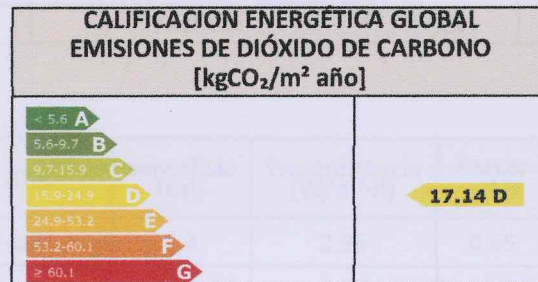 CALIFICACION ENERGÉTICA GLOBAL
EMISIONES DE DIÓXIDO DE CARBONO
[kgCO₂/m² año]
< 5.6 A
5.6-9.7 B
9.7-15.9 C
15.9-24.9 D
17.14 D
24.9-53.2 E
53.2-60.1 F
≥ 60.1 G